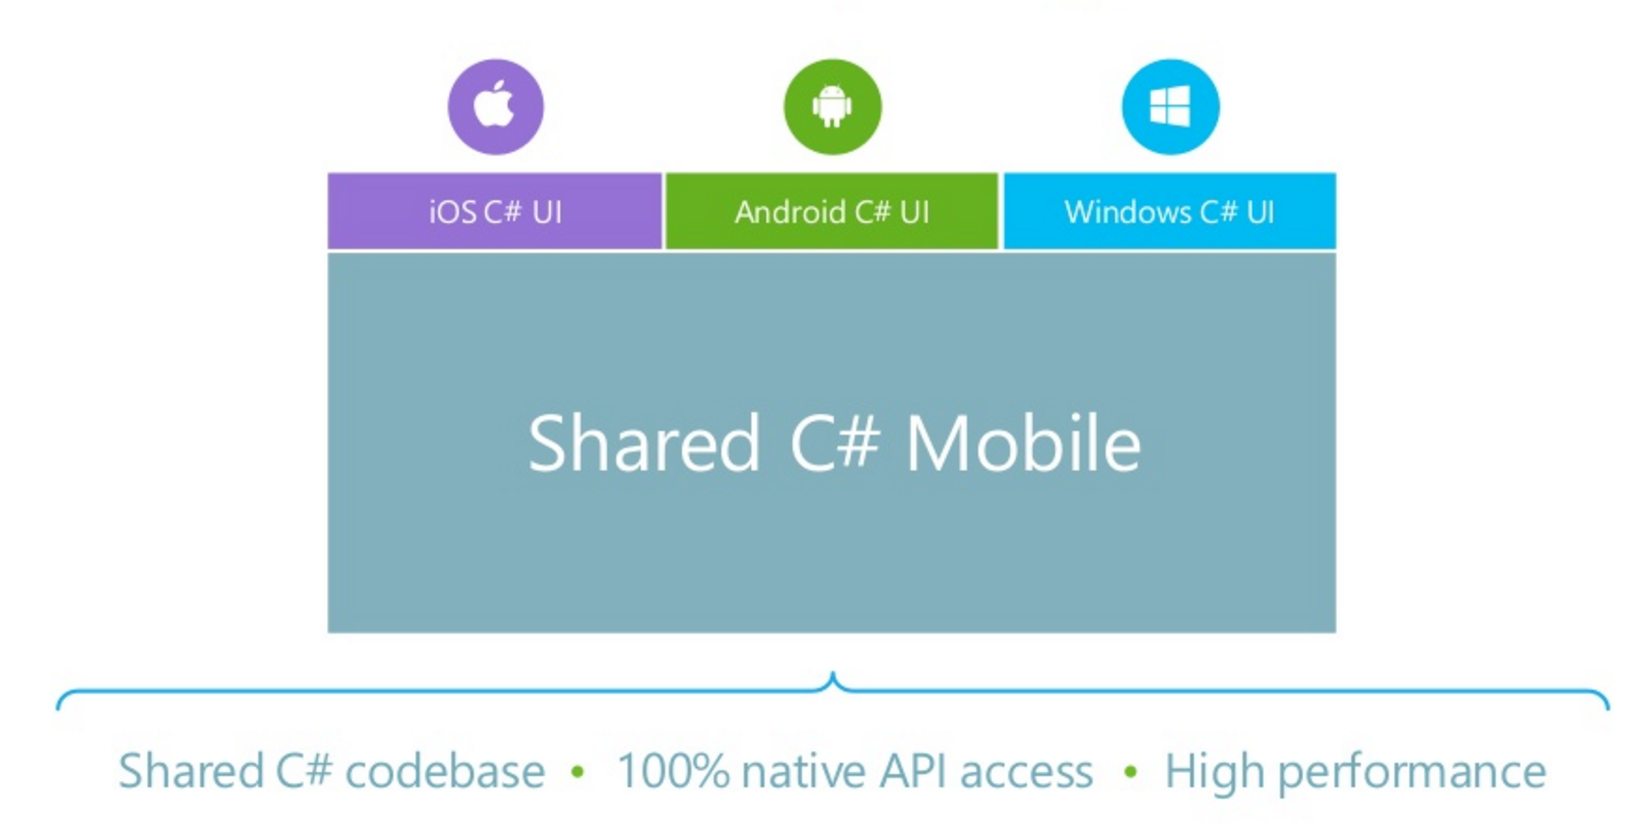 iOS C# UI
Android C# UI
Windows C# UI
Shared C# Mobile
Shared C# codebase • 100% native API access • High performance